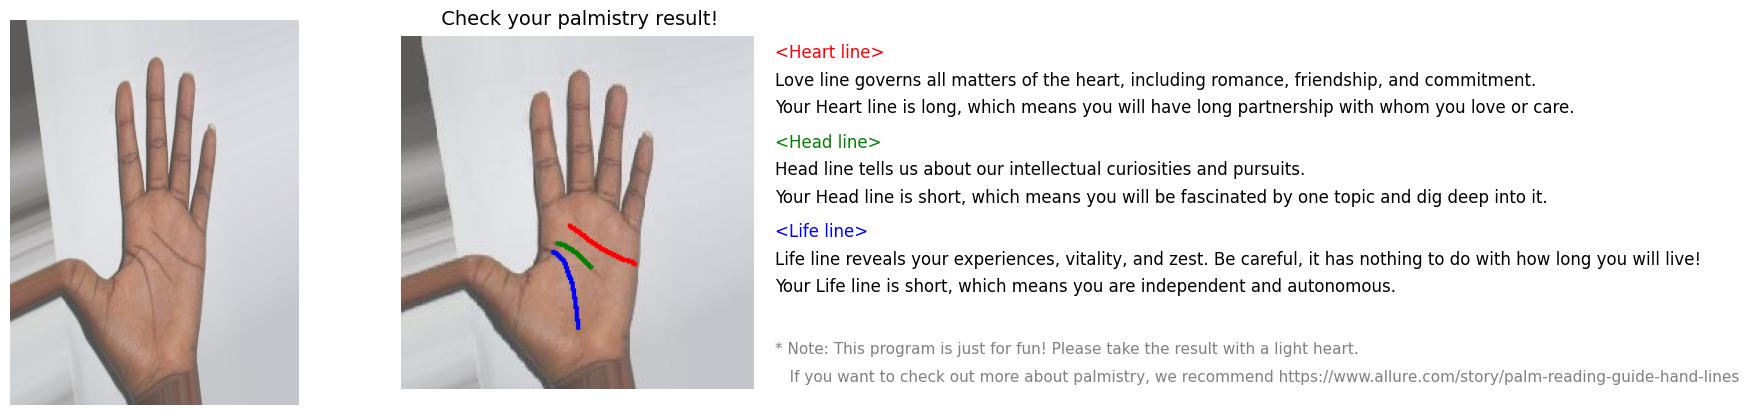 Check your palmistry result!
<Heart line>
Love line governs all matters of the heart, including romance, friendship, and commitment.
Your Heart line is long, which means you will have long partnership with whom you love or care.
<Head line>
Head line tells us about our intellectual curiosities and pursuits.
Your Head line is short, which means you will be fascinated by one topic and dig deep into it.
<Life line>
Life line reveals your experiences, vitality, and zest. Be careful, it has nothing to do with how long you will live!
Your Life line is short, which means you are independent and autonomous.
* Note: This program is just for fun! Please take the result with a light heart.
If you want to check out more about palmistry, we recommend https://www.allure.com/story/palm-reading-guide-hand-lines